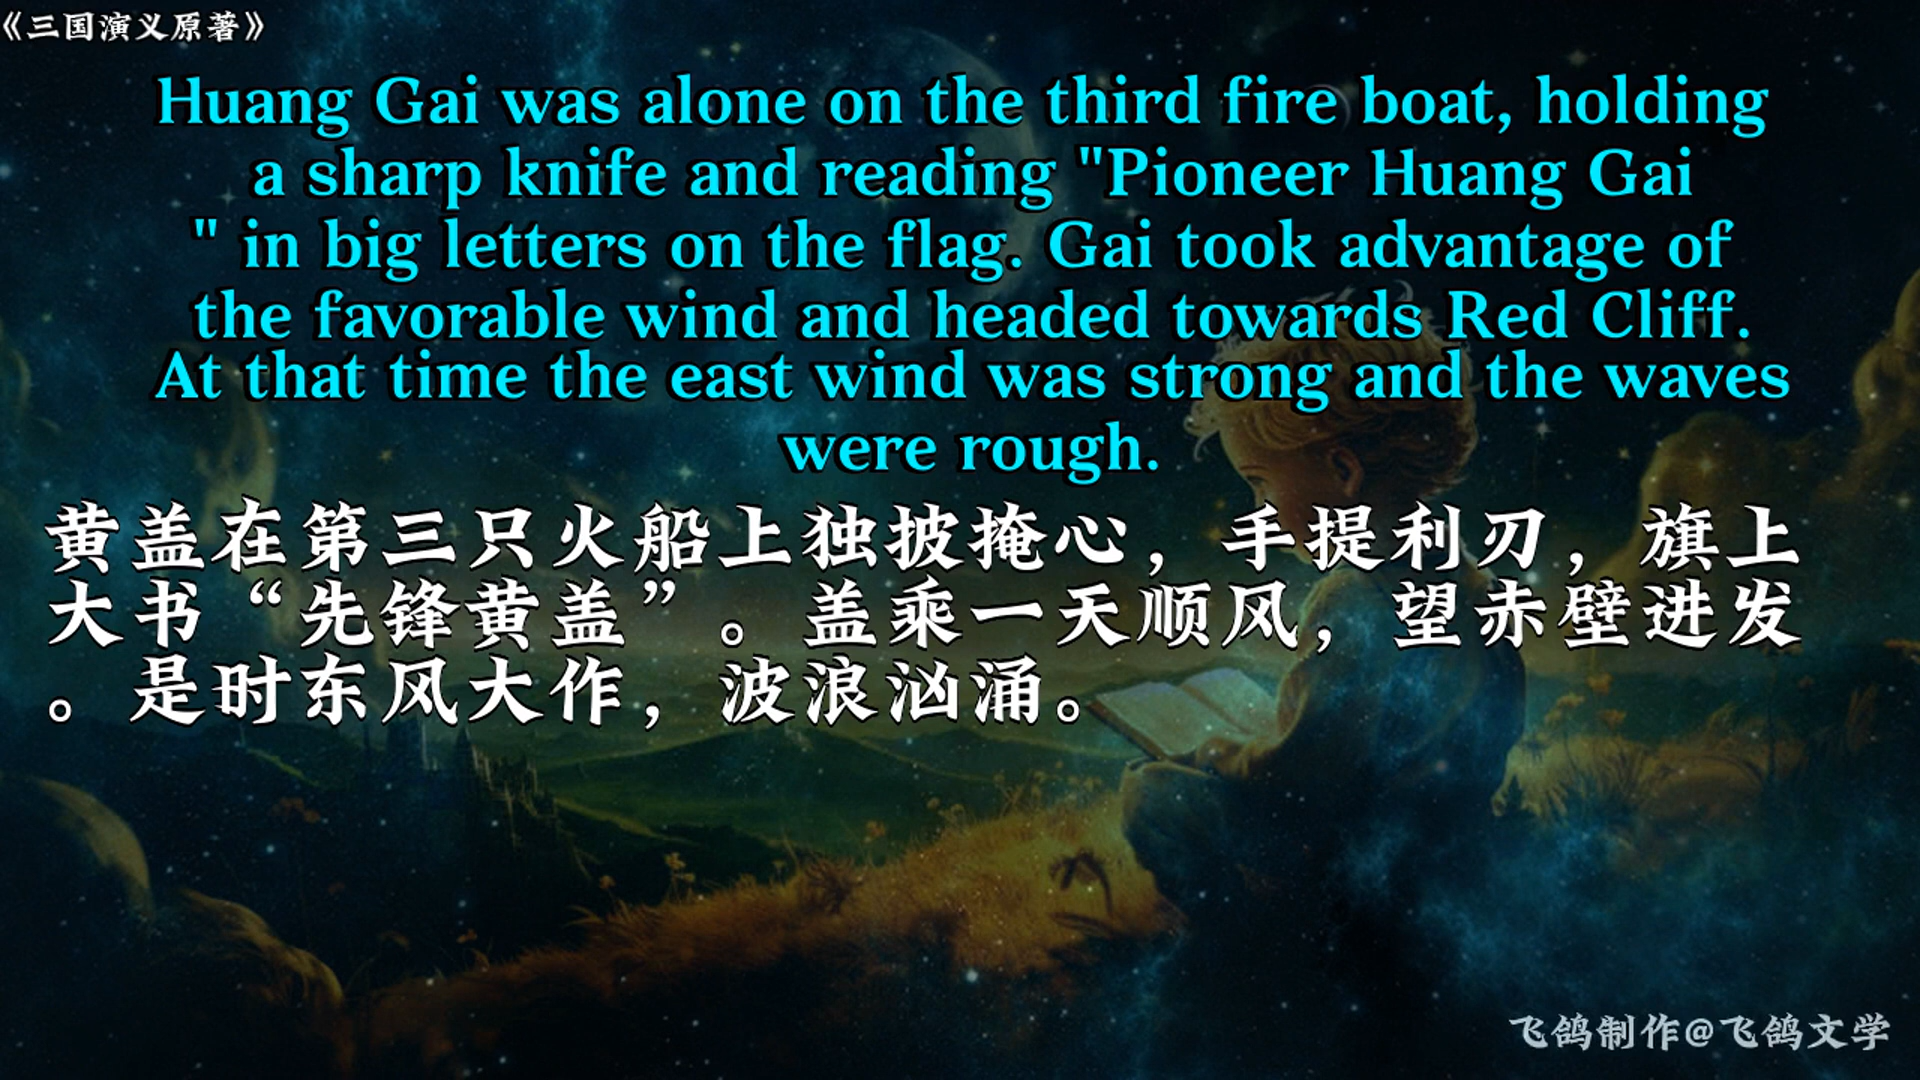 《三国演义原著》
Huang Gai was alone on the third fire boat, holding
a sharp knife and reading "Pioneer Huang Gai
" in big letters on the flag. Gai took advantage of
the favorable wind and headed towards Red Cliff.
At that time the east wind was strong and the waves
were rough.
黄盖在第三只火船上独披掩心，手提利刃，旗上
大书“先锋黄盖”。盖乘一天顺风，望赤壁进发
。是时东风大作，波浪汹涌。
飞鸽制作@飞鸽文学